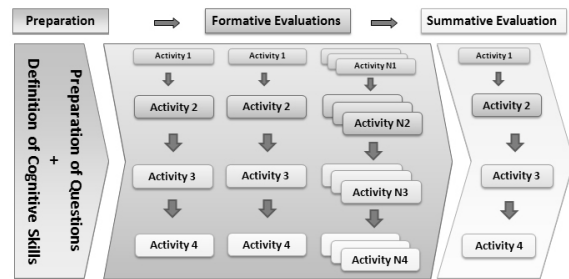 Preparation
Formative Evaluations
Summative Evaluation
Preparation of Questions
+
Definition of Cognitive Skills
Activity 1
Activity 2
Activity 3
Activity 4
Activity 1
Activity 2
Activity 3
Activity 4
Activity N1
Activity N2
Activity N3
Activity N4
Activity 1
Activity 2
Activity 3
Activity 4